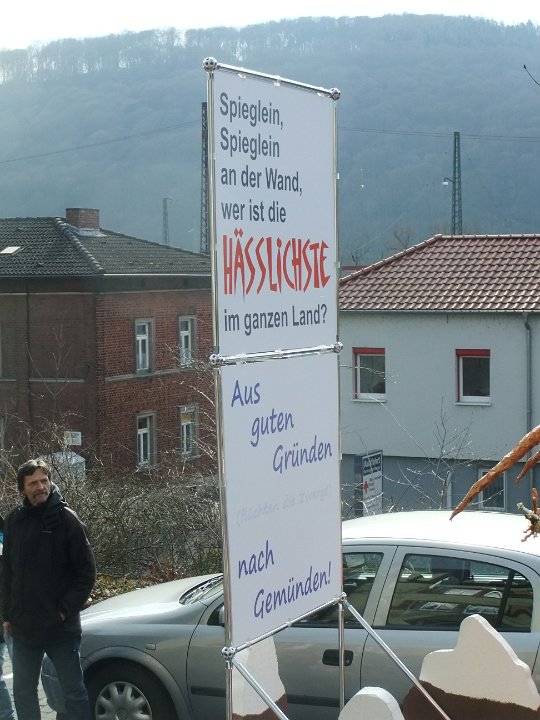 Spieglein,
Spieglein
an der Wand,
wer ist die
HÄSSLiCHSTE
im ganzen Land?
Aus
guten
Gründen
(flüchten die Zwerge)
nach
Gemünden!